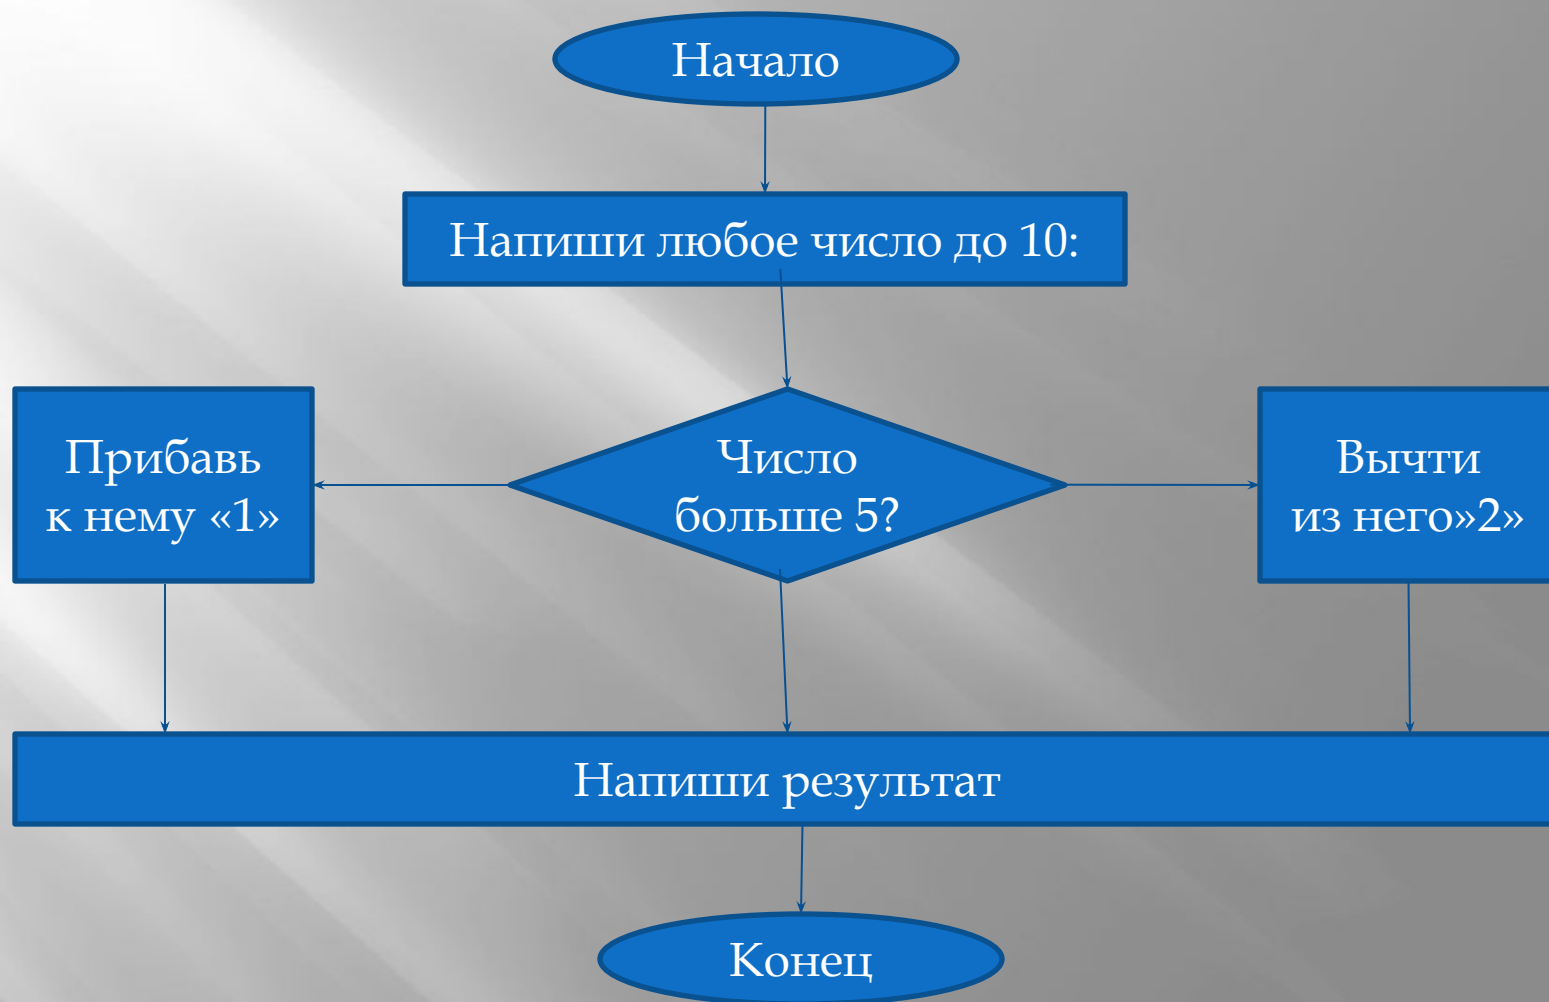 Начало
Напиши любое число до 10:
Прибавь
к нему «1»
Число
больше 5?
Вычти
из него»2»
Напиши результат
Конец